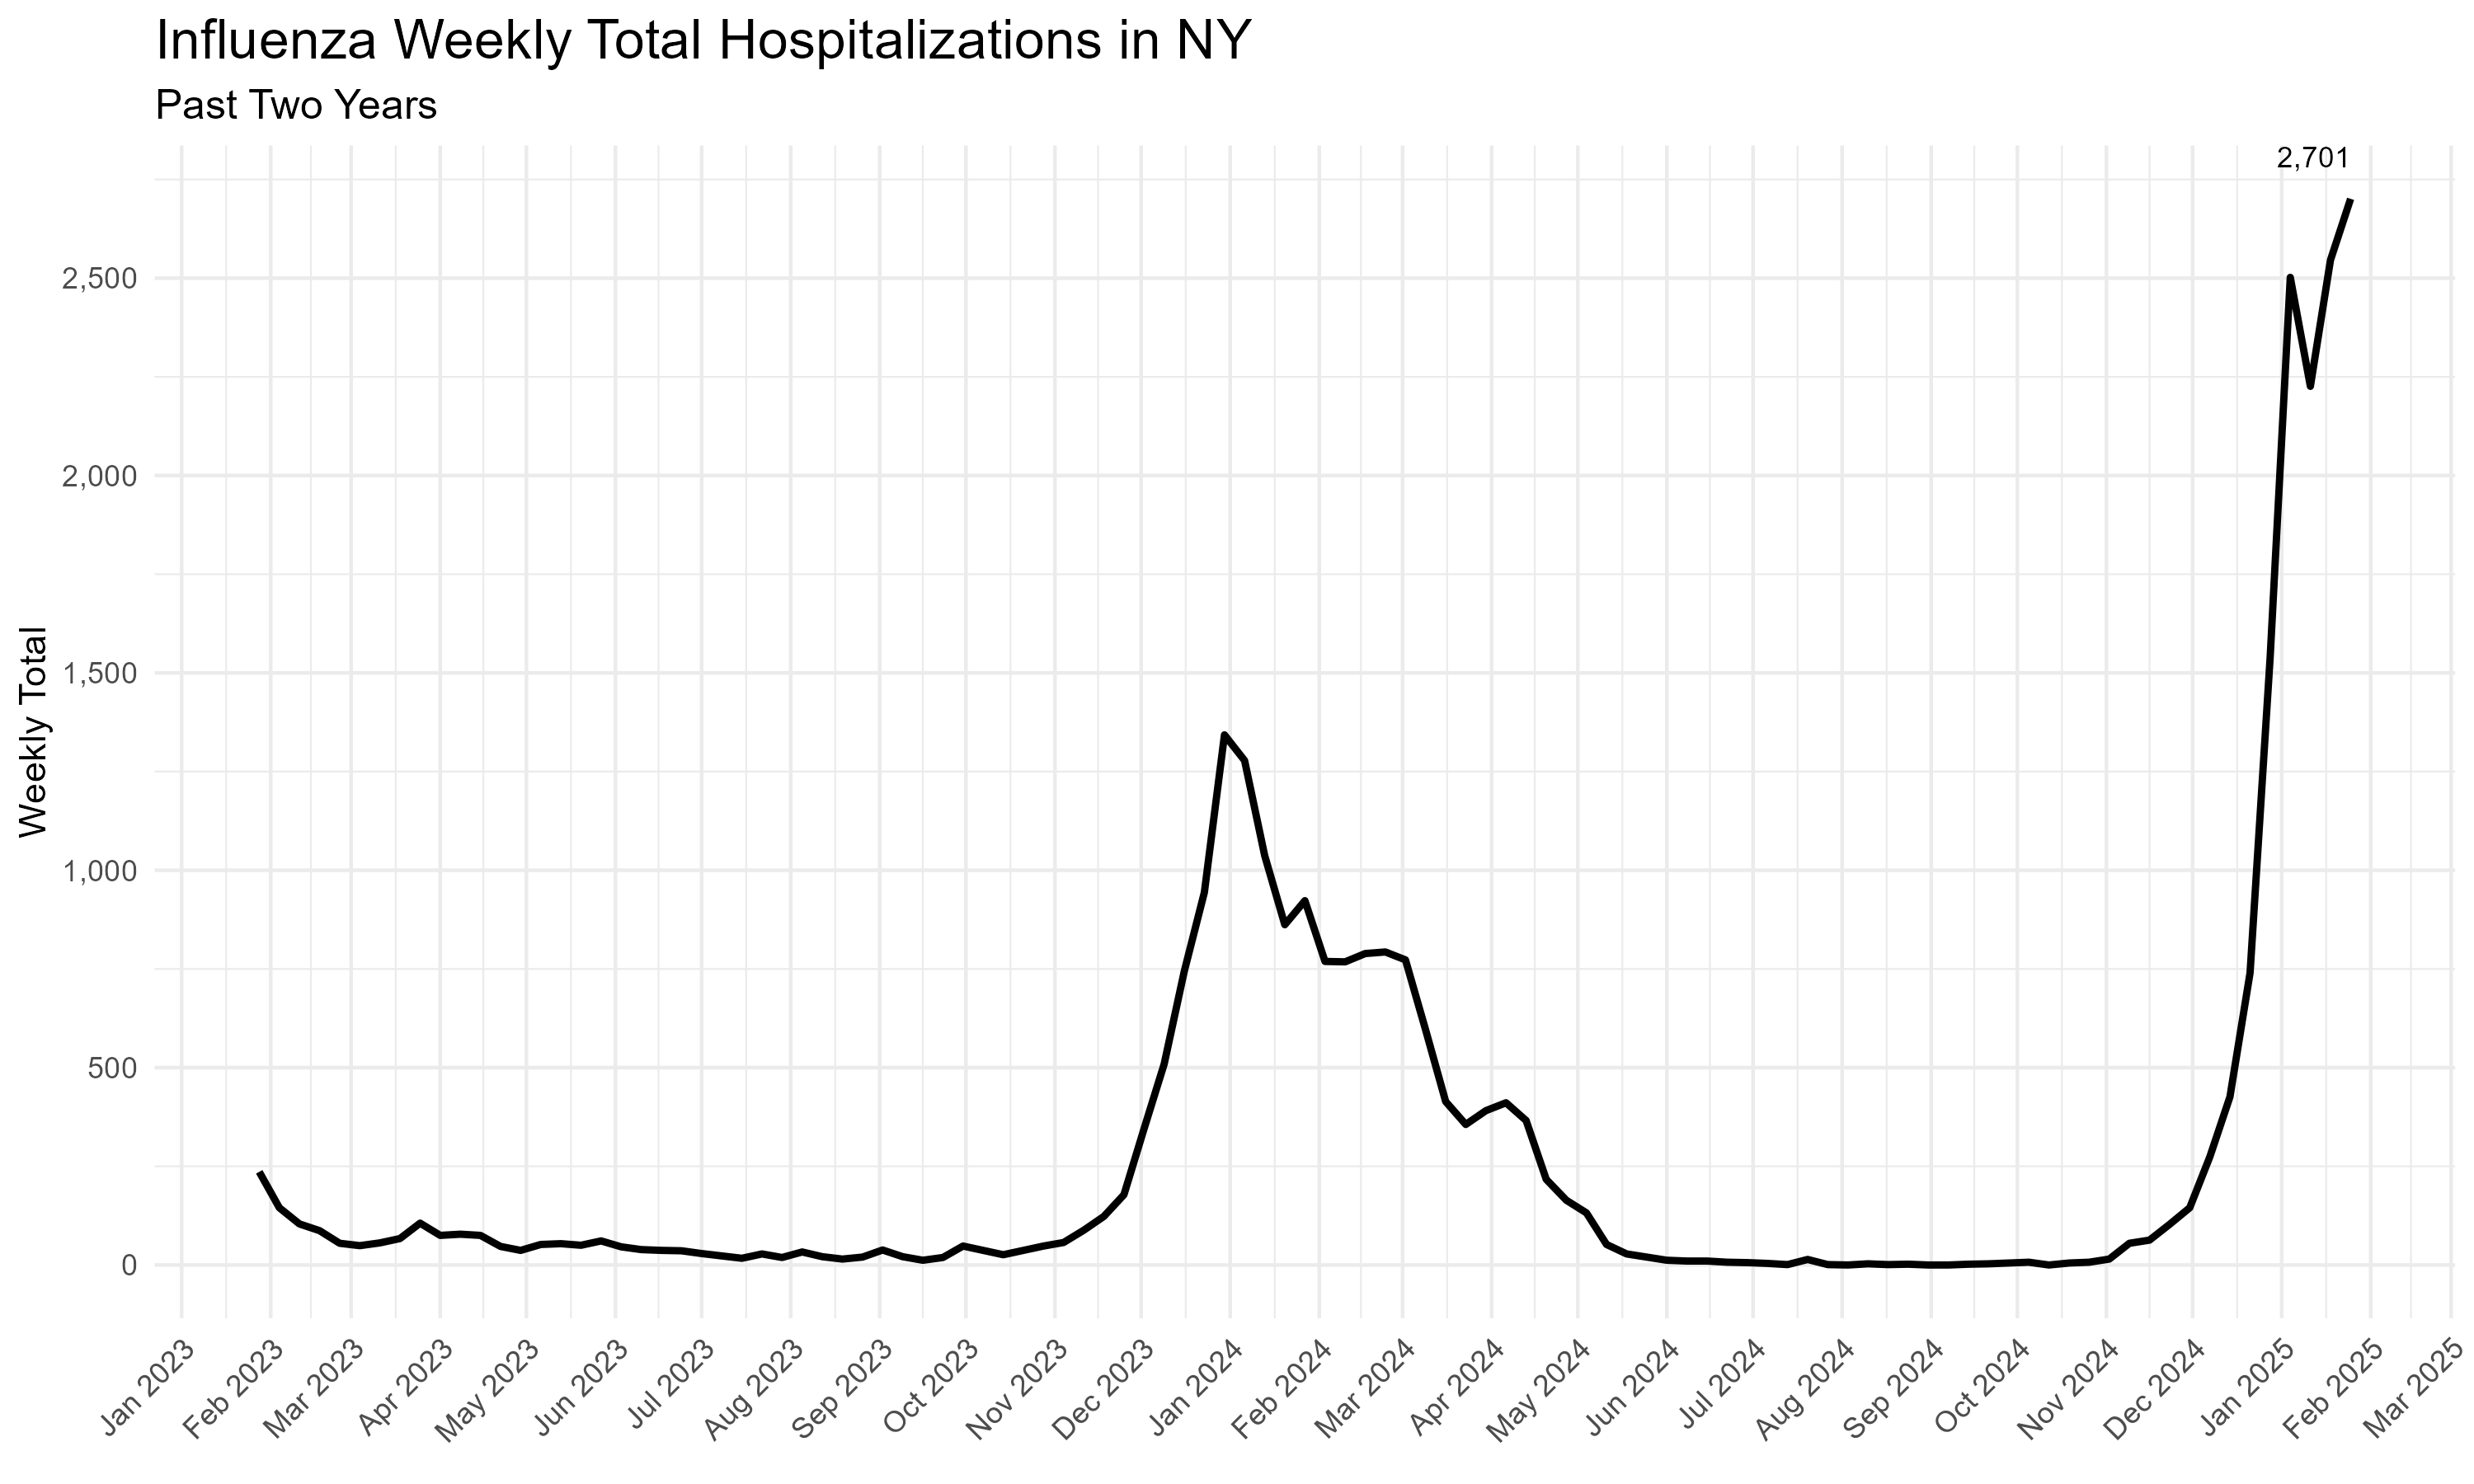 Influenza Weekly Total Hospitalizations in NY
Past Two Years
2,701
Weekly Total
2,500
2,000
1,500
1,000
500
0
Jan 2023
Feb 2023
Mar 2023
Apr 2023
May 2023
Jun 2023
Jul 2023
Aug 2023
Sep 2023
Oct 2023
Nov 2023
Dec 2023
Jan 2024
Feb 2024
Mar 2024
Apr 2024
May 2024
Jun 2024
Jul 2024
Aug 2024
Sep 2024
Oct 2024
Nov 2024
Dec 2024
Jan 2025
Feb 2025
Mar 2025